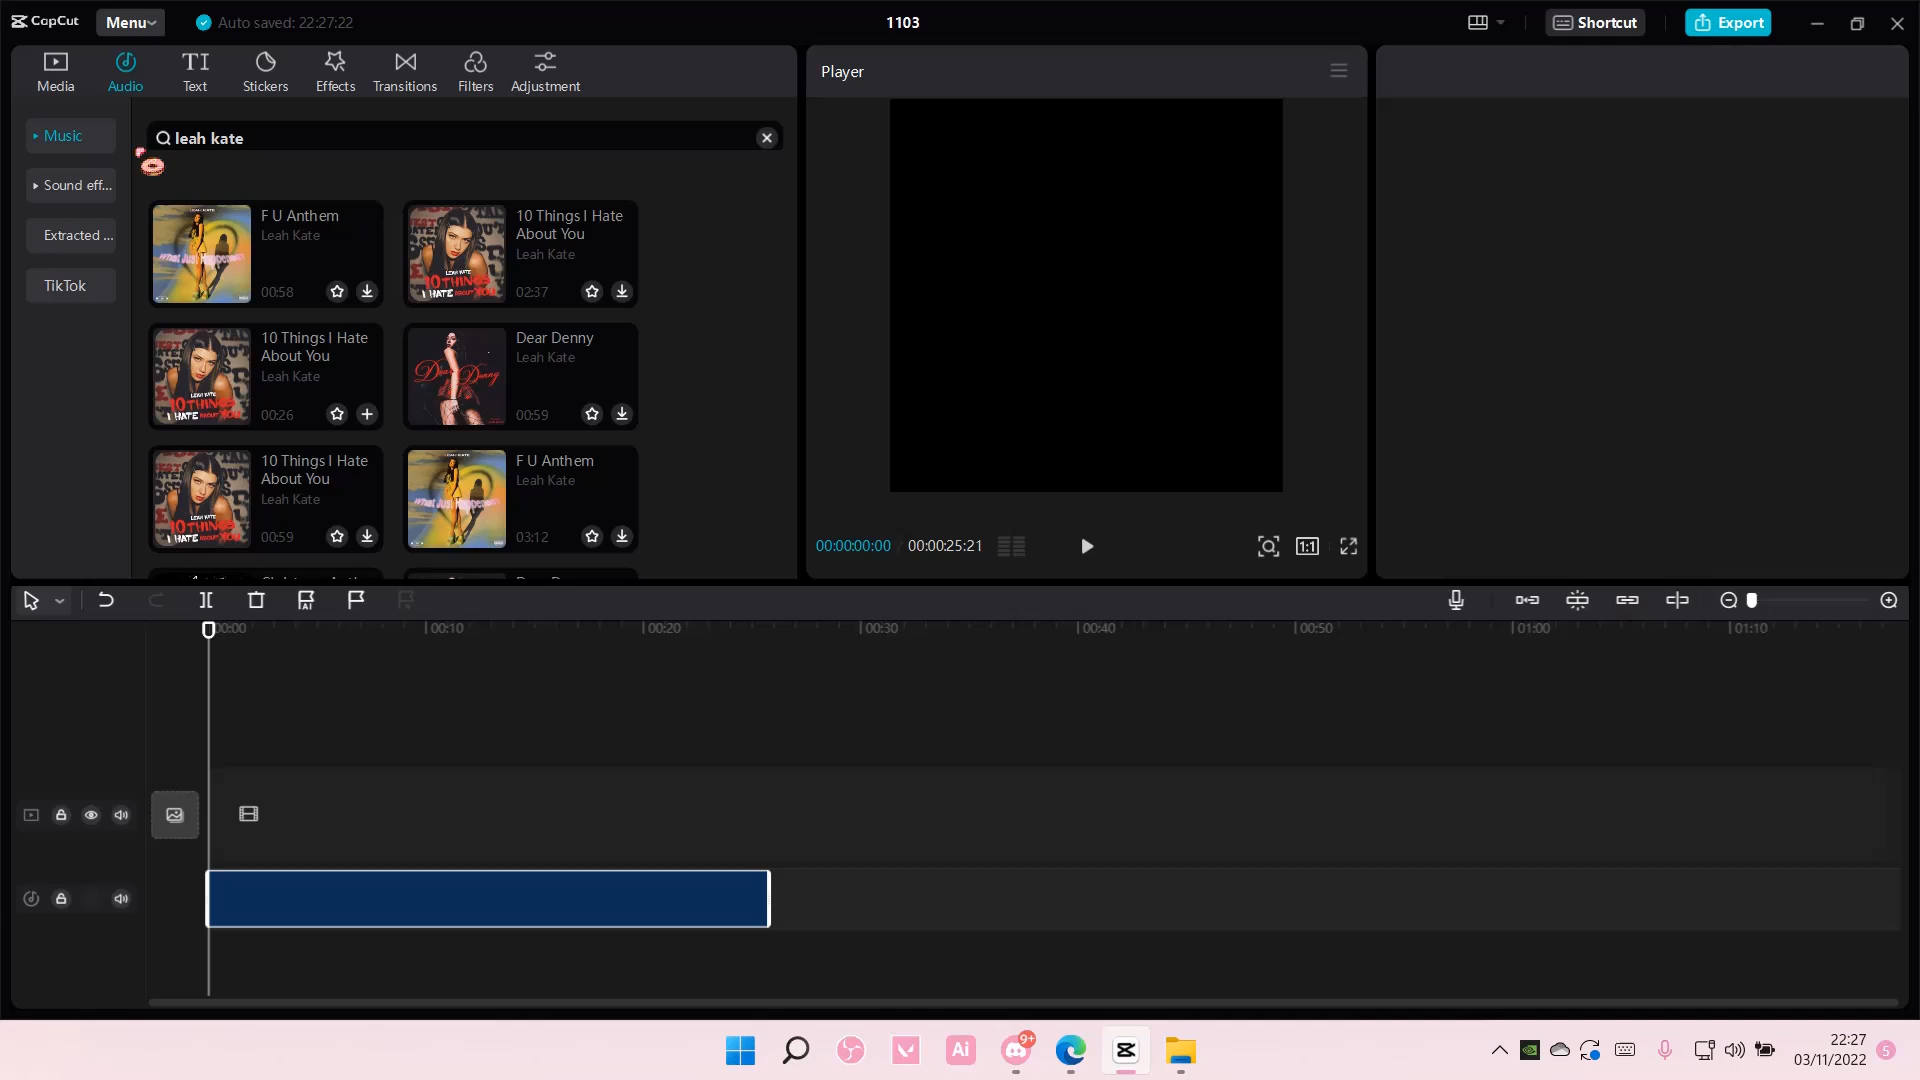 CapCut
Menu
Auto saved: 22:27:22
1103
Shortcut
Export
Media
Audio
Text
Stickers
Effects
Transitions
Filters
Adjustment
Player
Music
Sound eff...
Extracted ...
TikTok
leah kate
F U Anthem
Leah Kate
00:58
10 Things I Hate
About You
Leah Kate
02:37
10 Things I Hate
About You
Leah Kate
00:26
Dear Denny
Leah Kate
00:59
10 Things I Hate
About You
Leah Kate
00:59
F U Anthem
Leah Kate
03:12
00:00:00:00 / 00:00:25:21
1:1
00:00
00:10
00:20
00:30
00:40
00:50
01:00
01:10
Ai
9+
22:27
03/11/2022
5